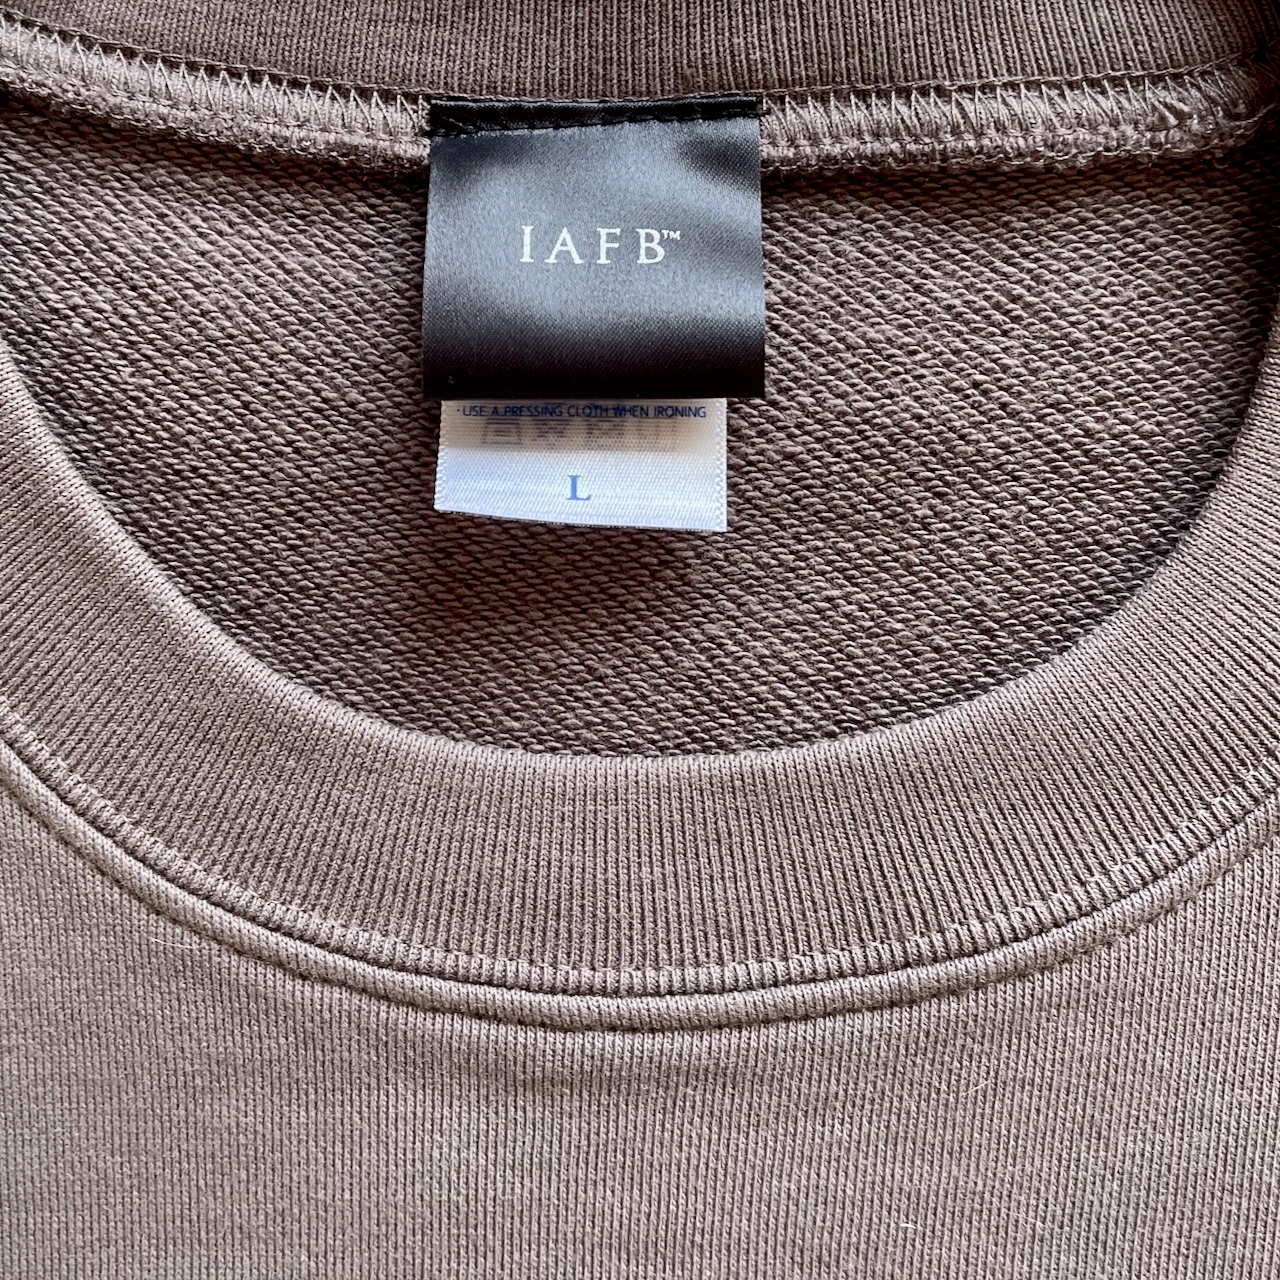 IAFB™
· USE A PRESSING CLOTH WHEN IRONING
L